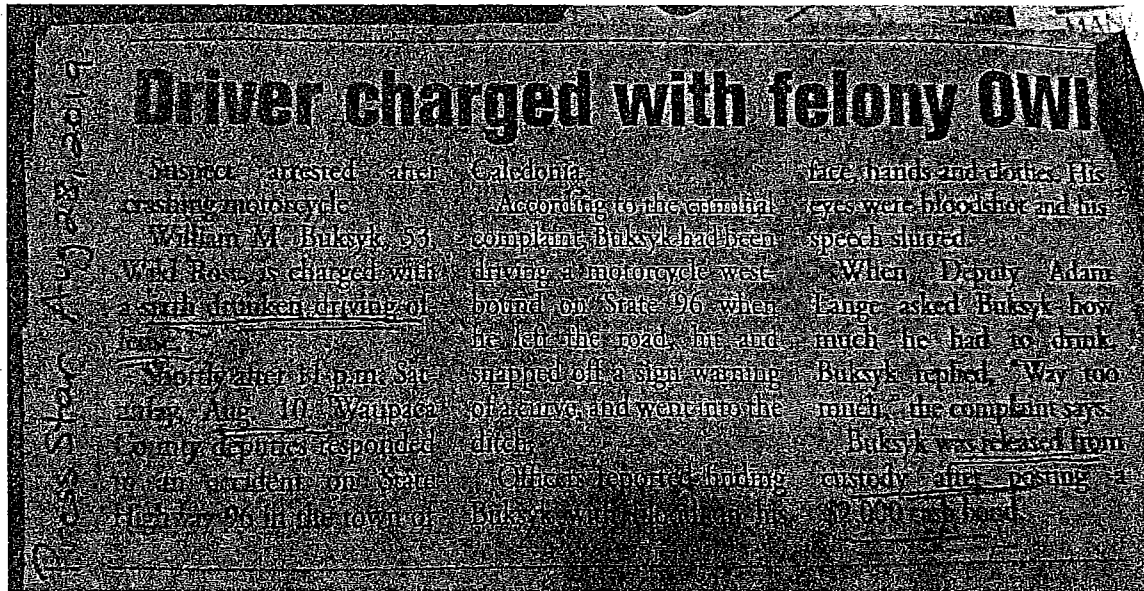 MAN
Press Star Aug 28, 2019
Driver charged with felony OWI
Suspect arrested after
crashing motorcycle
William M. Buksyk, 53,
Wild Rose, is charged with
a sixth drunken driving of-
fense.
Shortly after 11 p.m. Sat-
urday, Aug. 10, Waupaca
County deputies responded
to an accident on State
Highway 96 in the town of
Caledonia.
According to the criminal
complaint, Buksyk had been
driving a motorcycle west-
bound on State 96 when
he left the road, hit and
snapped off a sign warning
of a curve, and went into the
ditch.
Officers reported finding
Buksyk with blood on his
face, hands and clothes. His
eyes were bloodshot and his
speech slurred.
When Deputy Adam
Lange asked Buksyk how
much he had to drink,
Buksyk replied, "Way too
much," the complaint says.
Buksyk was released from
custody after posting a
cash bond.